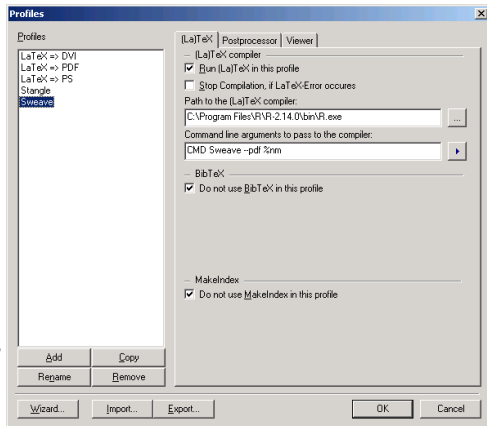 Profiles
Profiles
LaTeX => DVI
LaTeX => PDF
LaTeX => PS
Stangle
Sweave
Add
Copy
Rename
Remove
(La)TeX
Postprocessor
Viewer
(La)TeX compiler
Run (La)TeX in this profile
Stop Compilation, if LaTeX-Error occures
Path to the (La)TeX compiler:
C:\Program Files\R\R-2.14.0\bin\R.exe
...
Command line arguments to pass to the compiler:
CMD Sweave --pdf %nm
BibTeX
Do not use BibTeX in this profile
MakeIndex
Do not use MakeIndex in this profile
Wizard...
Import...
Export...
OK
Cancel